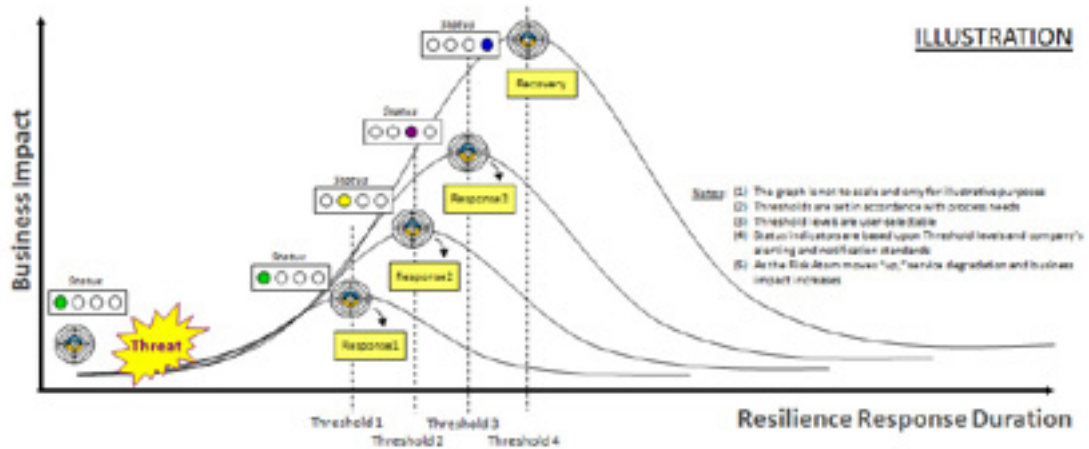 ILLUSTRATION
Business Impact
Status
Recovery
Status
Status
Response3
Status
Response2
Status
Threat
Response1
Notes: (1) The graph is not to scale and only for illustrative purposes
(2) Thresholds are set in accordance with process needs
(3) Threshold levels are user-selectable
(4) Status Indicators are based upon Threshold levels and company's
alerting and notification standards
(5) As the Risk Atom moves "up," service degradation and business
impact increases
Threshold 1
Threshold 2
Threshold 3
Threshold 4
Resilience Response Duration